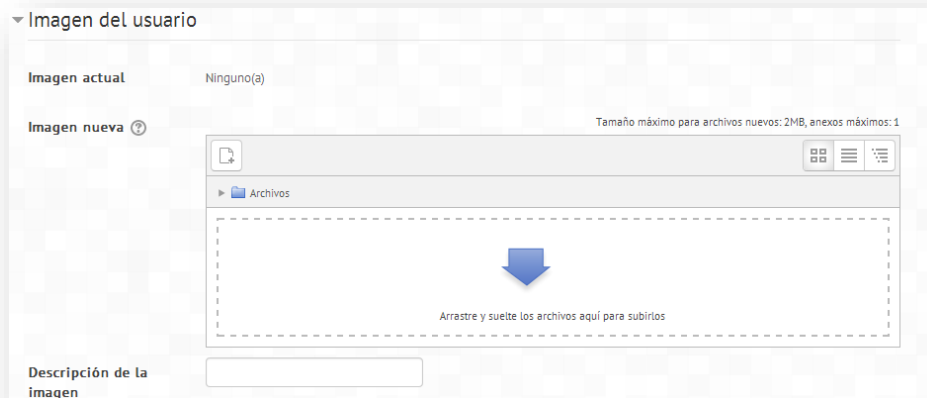 Imagen del usuario
Imagen actual
Ninguno(a)
Imagen nueva
Tamaño máximo para archivos nuevos: 2MB, anexos máximos: 1
Archivos
Arrastre y suelte los archivos aquí para subirlos
Descripción de la
imagen